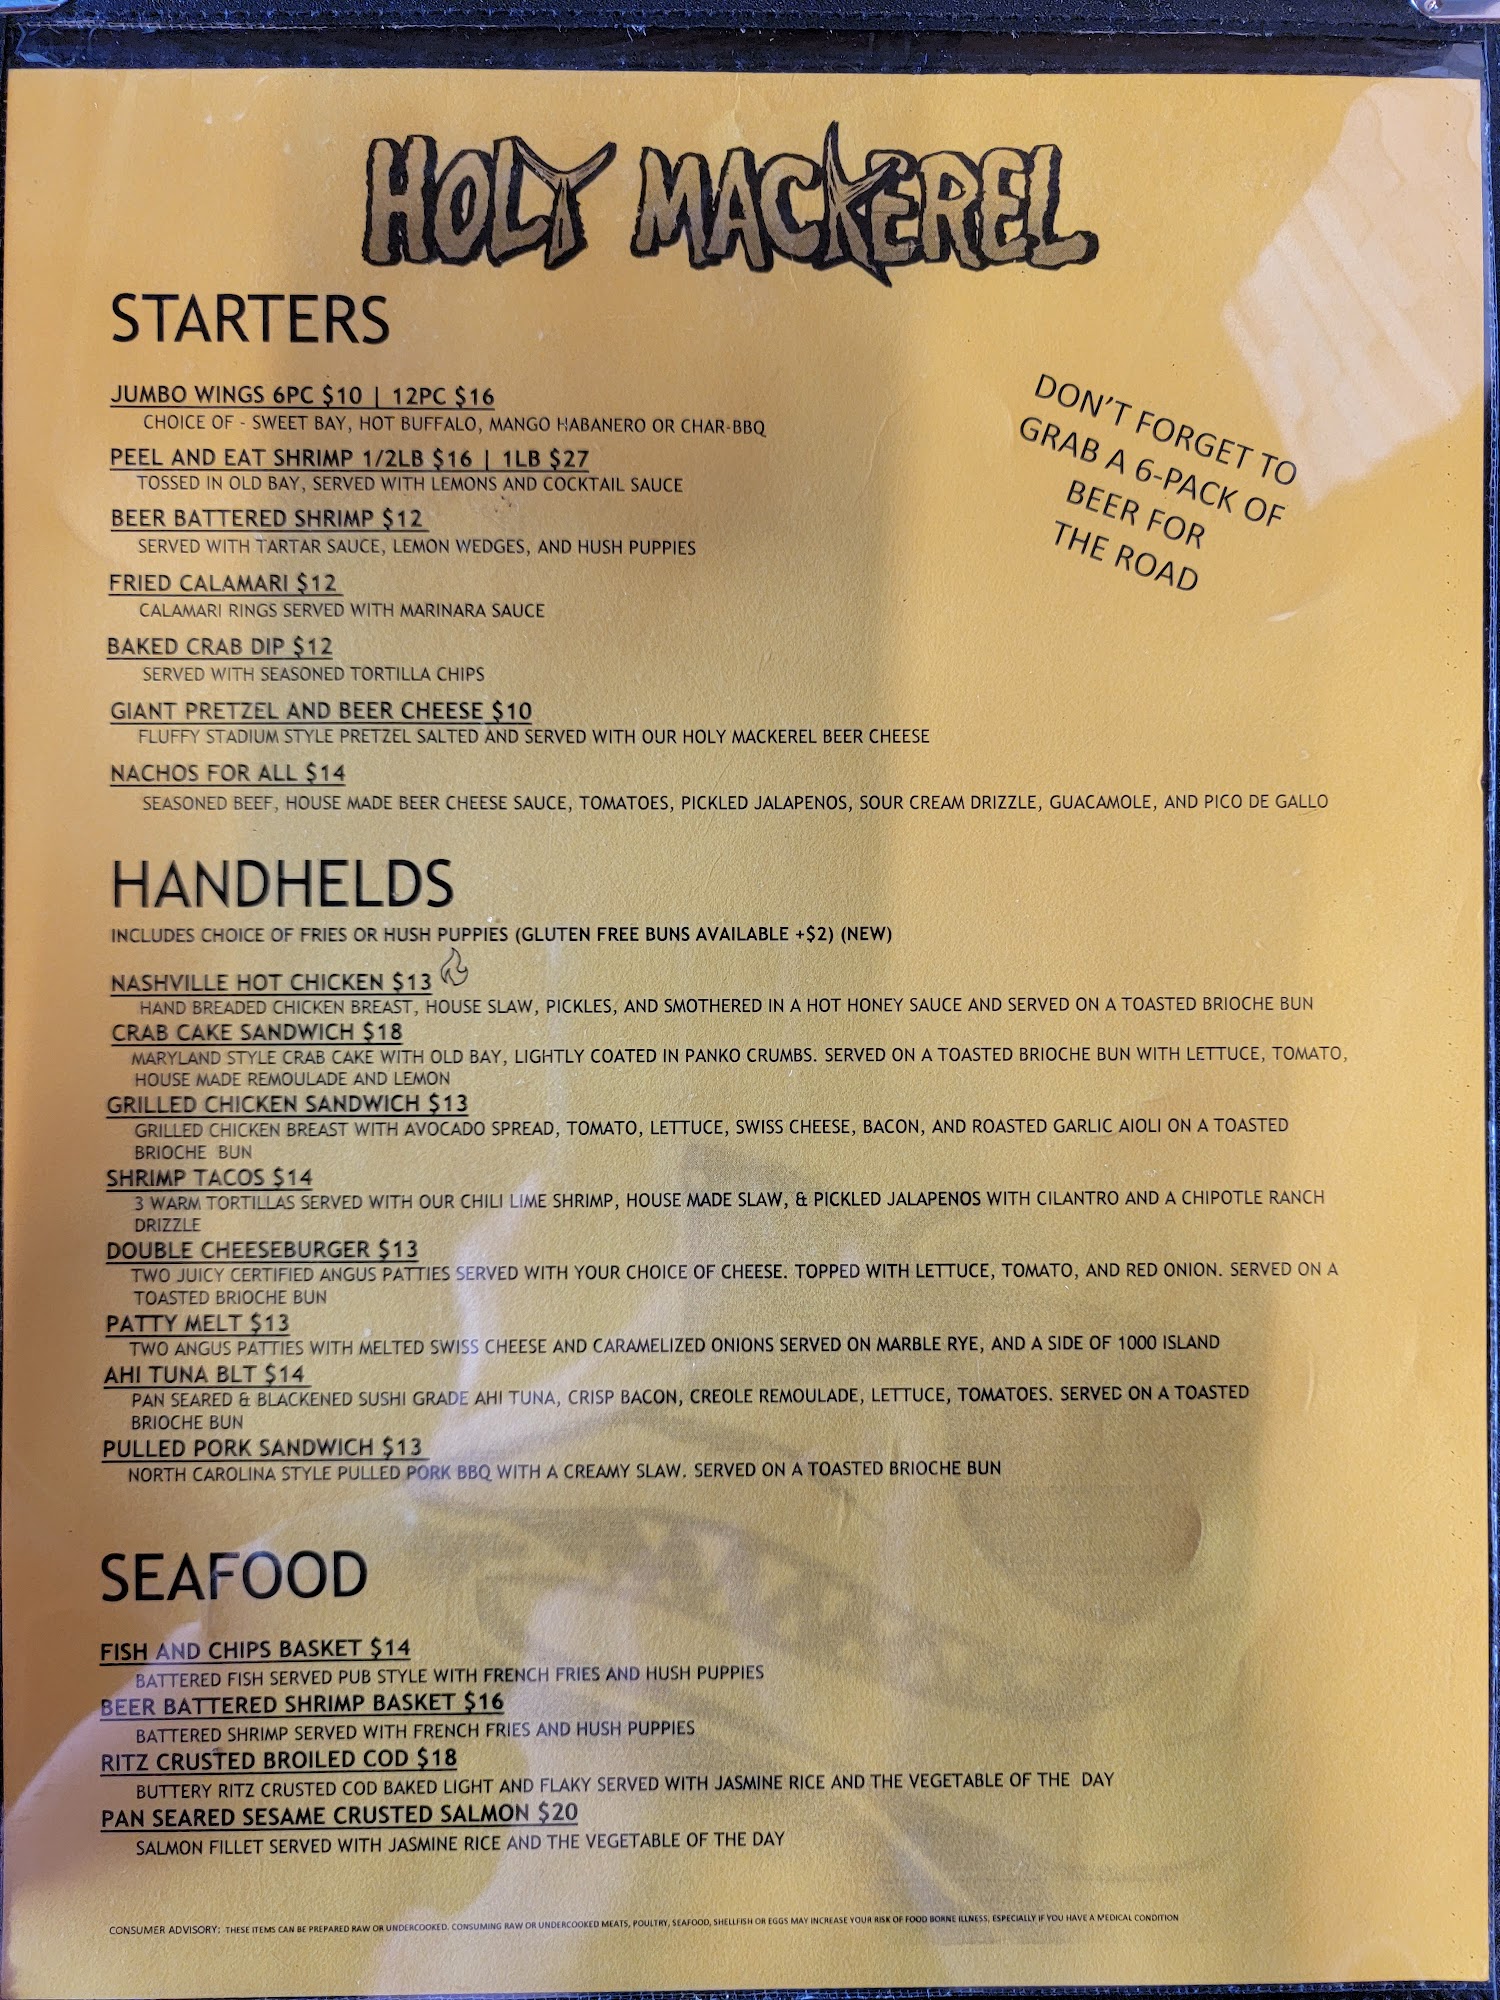 HOLY MACKEREL
STARTERS
JUMBO WINGS 6PC $10 | 12PC $16
CHOICE OF - SWEET BAY, HOT BUFFALO, MANGO HABANERO OR CHAR-BBQ
PEEL AND EAT SHRIMP 1/2LB $16 | 1LB $27
TOSSED IN OLD BAY, SERVED WITH LEMONS AND COCKTAIL SAUCE
BEER BATTERED SHRIMP $12
SERVED WITH TARTAR SAUCE, LEMON WEDGES, AND HUSH PUPPIES
FRIED CALAMARI $12
CALAMARI RINGS SERVED WITH MARINARA SAUCE
BAKED CRAB DIP $12
SERVED WITH SEASONED TORTILLA CHIPS
GIANT PRETZEL AND BEER CHEESE $10
FLUFFY STADIUM STYLE PRETZEL SALTED AND SERVED WITH OUR HOLY MACKEREL BEER CHEESE
NACHOS FOR ALL $14
SEASONED BEEF, HOUSE MADE BEER CHEESE SAUCE, TOMATOES, PICKLED JALAPENOS, SOUR CREAM DRIZZLE, GUACAMOLE, AND PICO DE GALLO
DON'T FORGET TO
GRAB A 6-PACK OF
BEER FOR
THE ROAD
HANDHELDS
INCLUDES CHOICE OF FRIES OR HUSH PUPPIES (GLUTEN FREE BUNS AVAILABLE +$2) (NEW)
NASHVILLE HOT CHICKEN $13
HAND BREADED CHICKEN BREAST, HOUSE SLAW, PICKLES, AND SMOTHERED IN A HOT HONEY SAUCE AND SERVED ON A TOASTED BRIOCHE BUN
CRAB CAKE SANDWICH $18
MARYLAND STYLE CRAB CAKE WITH OLD BAY, LIGHTLY COATED IN PANKO CRUMBS. SERVED ON A TOASTED BRIOCHE BUN WITH LETTUCE, TOMATO,
HOUSE MADE REMOULADE AND LEMON
GRILLED CHICKEN SANDWICH $13
GRILLED CHICKEN BREAST WITH AVOCADO SPREAD, TOMATO, LETTUCE, SWISS CHEESE, BACON, AND ROASTED GARLIC AIOLI ON A TOASTED
BRIOCHE BUN
SHRIMP TACOS $14
3 WARM TORTILLAS SERVED WITH OUR CHILI LIME SHRIMP, HOUSE MADE SLAW, & PICKLED JALAPENOS WITH CILANTRO AND A CHIPOTLE RANCH
DRIZZLE
DOUBLE CHEESEBURGER $13
TWO JUICY CERTIFIED ANGUS PATTIES SERVED WITH YOUR CHOICE OF CHEESE. TOPPED WITH LETTUCE, TOMATO, AND RED ONION. SERVED ON A
TOASTED BRIOCHE BUN
PATTY MELT $13
TWO ANGUS PATTIES WITH MELTED SWISS CHEESE AND CARAMELIZED ONIONS SERVED ON MARBLE RYE, AND A SIDE OF 1000 ISLAND
AHI TUNA BLT $14
PAN SEARED & BLACKENED SUSHI GRADE AHI TUNA, CRISP BACON, CREOLE REMOULADE, LETTUCE, TOMATOES. SERVED ON A TOASTED
BRIOCHE BUN
PULLED PORK SANDWICH $13
NORTH CAROLINA STYLE PULLED PORK BBQ WITH A CREAMY SLAW. SERVED ON A TOASTED BRIOCHE BUN
SEAFOOD
FISH AND CHIPS BASKET $14
BATTERED FISH SERVED PUB STYLE WITH FRENCH FRIES AND HUSH PUPPIES
BEER BATTERED SHRIMP BASKET $16
BATTERED SHRIMP SERVED WITH FRENCH FRIES AND HUSH PUPPIES
RITZ CRUSTED BROILED COD $18
BUTTERY RITZ CRUSTED COD BAKED LIGHT AND FLAKY SERVED WITH JASMINE RICE AND THE VEGETABLE OF THE DAY
PAN SEARED SESAME CRUSTED SALMON $20
SALMON FILLET SERVED WITH JASMINE RICE AND THE VEGETABLE OF THE DAY
CONSUMER ADVISORY: THESE ITEMS CAN BE PREPARED RAW OR UNDERCOOKED. CONSUMING RAW OR UNDERCOOKED MEATS, POULTRY, SEAFOOD, SHELLFISH OR EGGS MAY INCREASE YOUR RISK OF FOOD BORNE ILLNESS, ESPECIALLY IF YOU HAVE A MEDICAL CONDITION